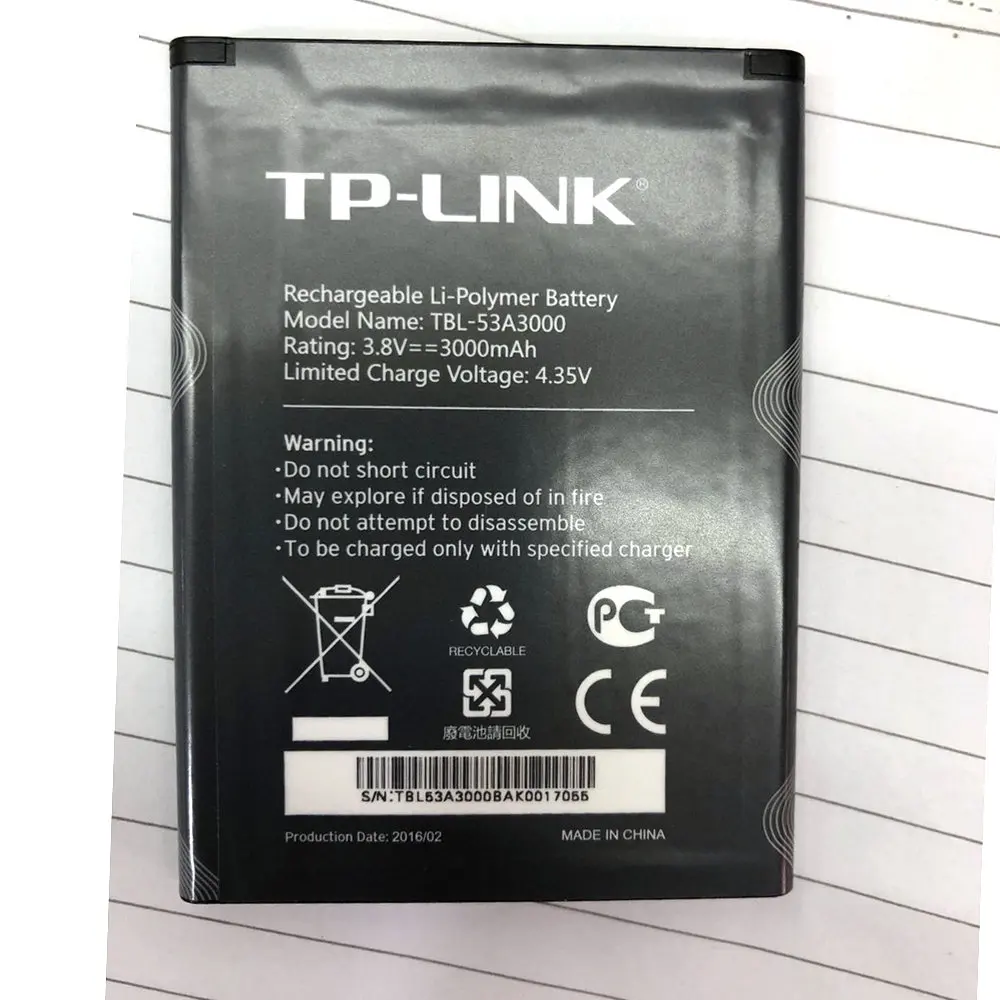 TP-LINK®
Rechargeable Li-Polymer Battery
Model Name: TBL-53A3000
Rating: 3.8V==3000mAh
Limited Charge Voltage: 4.35V
Warning:
·Do not short circuit
·May explore if disposed of in fire
·Do not attempt to disassemble
·To be charged only with specified charger
RECYCLABLE
PCT
CE
廢電池請回收
S/N:TBL53A3000BAK0017055
Production Date: 2016/02
MADE IN CHINA